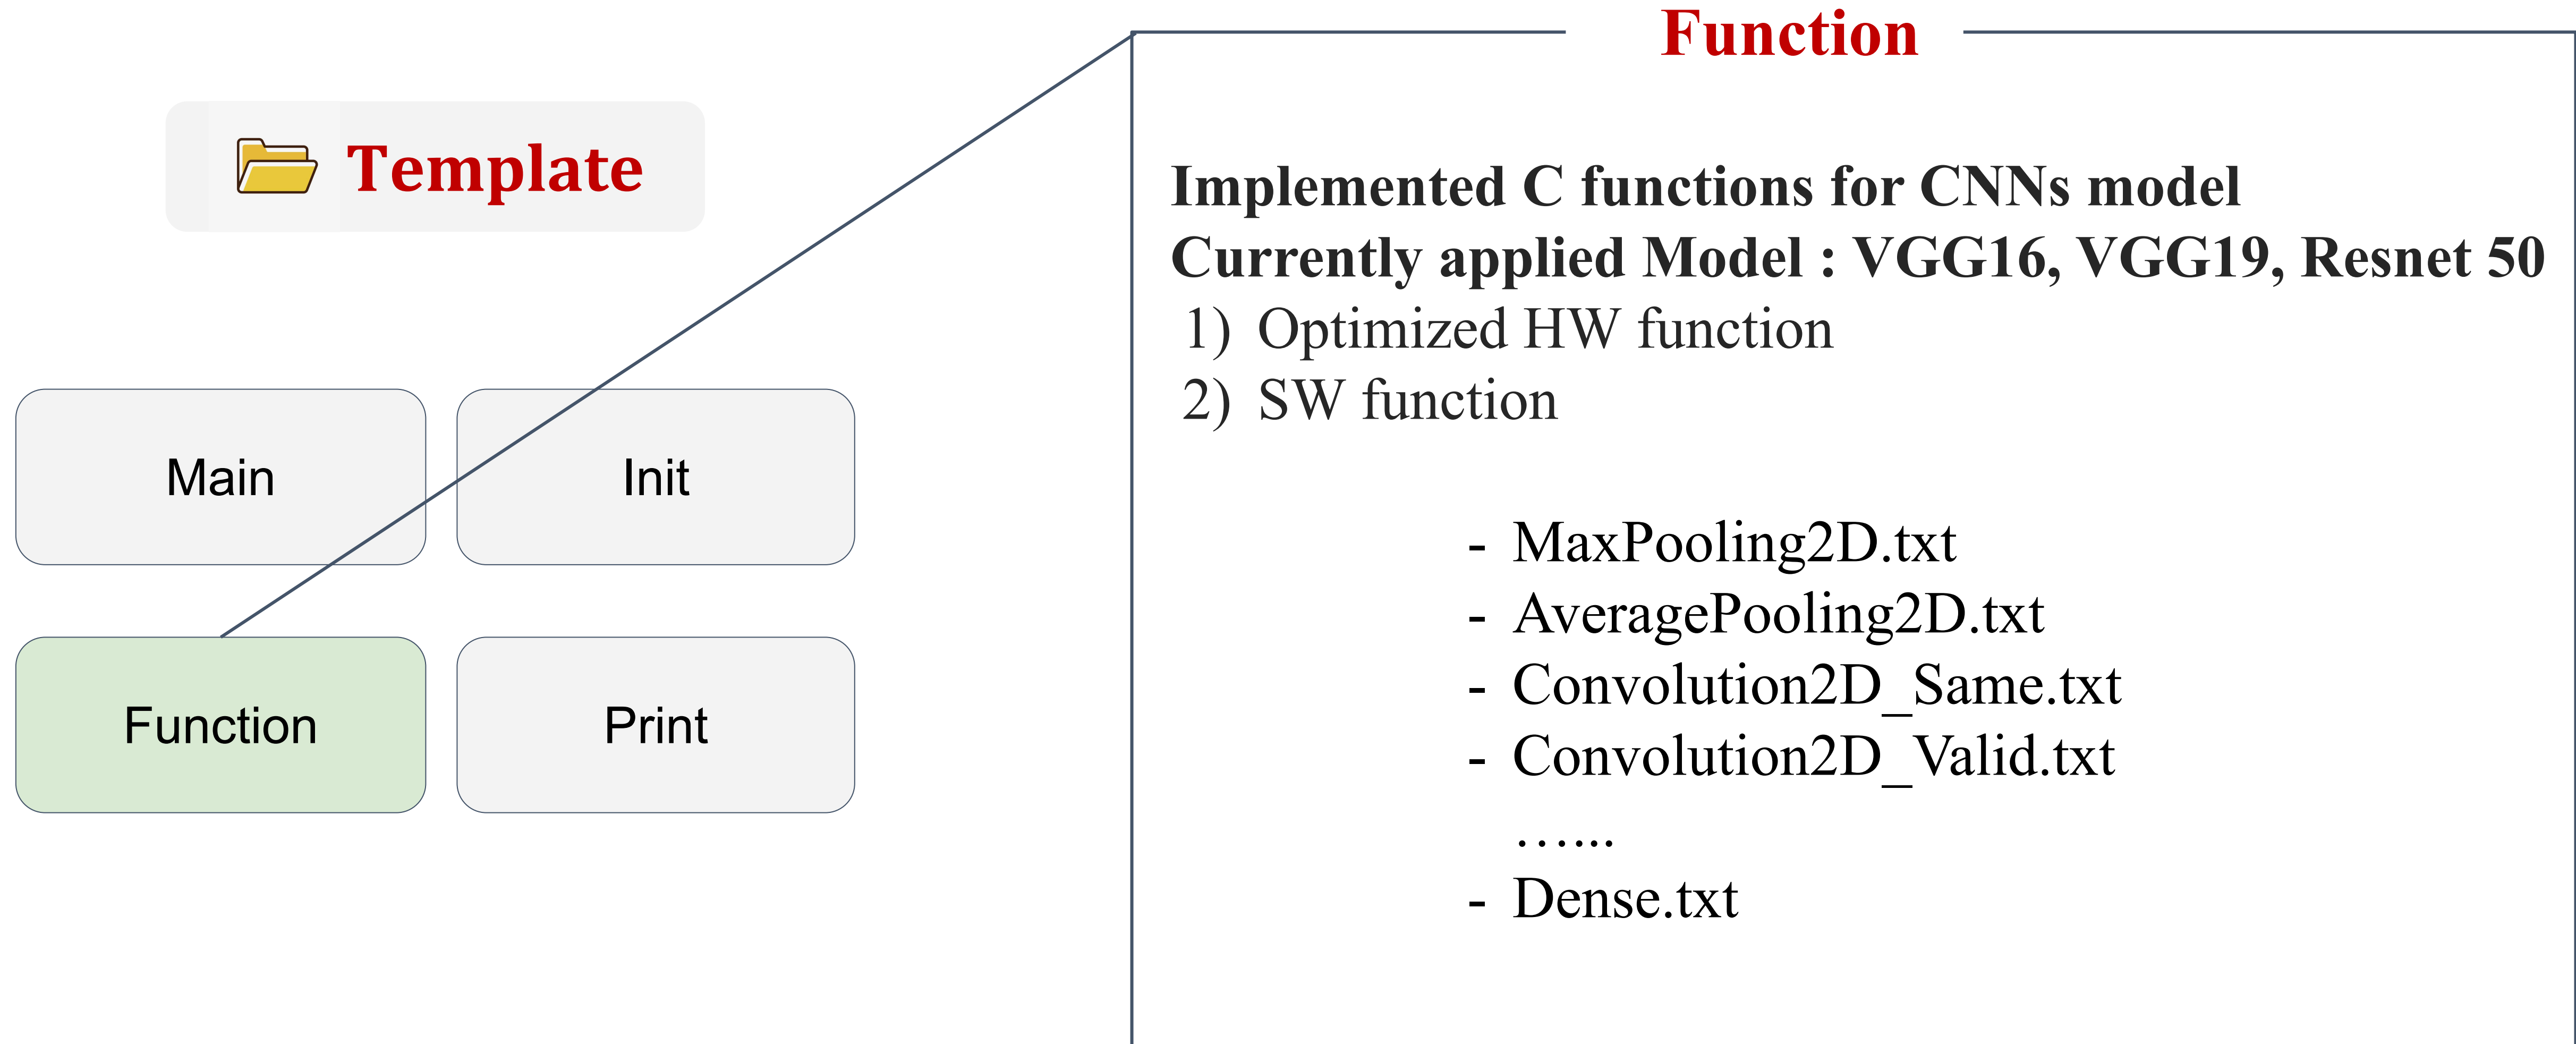 Template
Main
Init
Function
Print
Function
Implemented C functions for CNNs model
Currently applied Model : VGG16, VGG19, Resnet 50
1) Optimized HW function
2) SW function
- MaxPooling2D.txt
- AveragePooling2D.txt
- Convolution2D_Same.txt
- Convolution2D_Valid.txt
…...
- Dense.txt